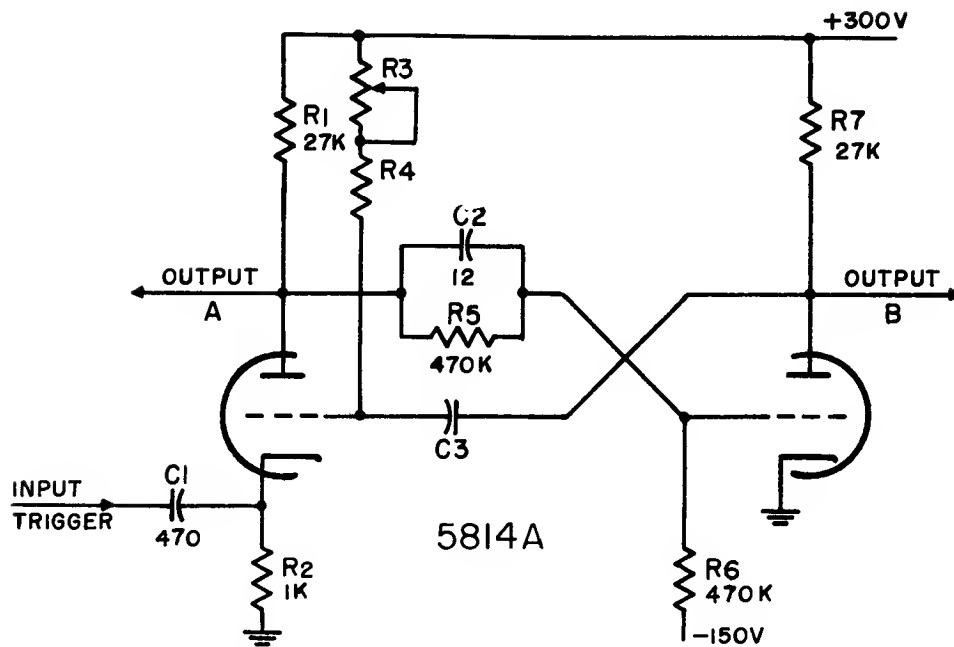 +300V
R3
R1
27K
R7
27K
R4
C2
12
OUTPUT
A
OUTPUT
B
R5
470K
C3
C1
INPUT
TRIGGER
470
5814A
R2
1K
R6
470K
-150V